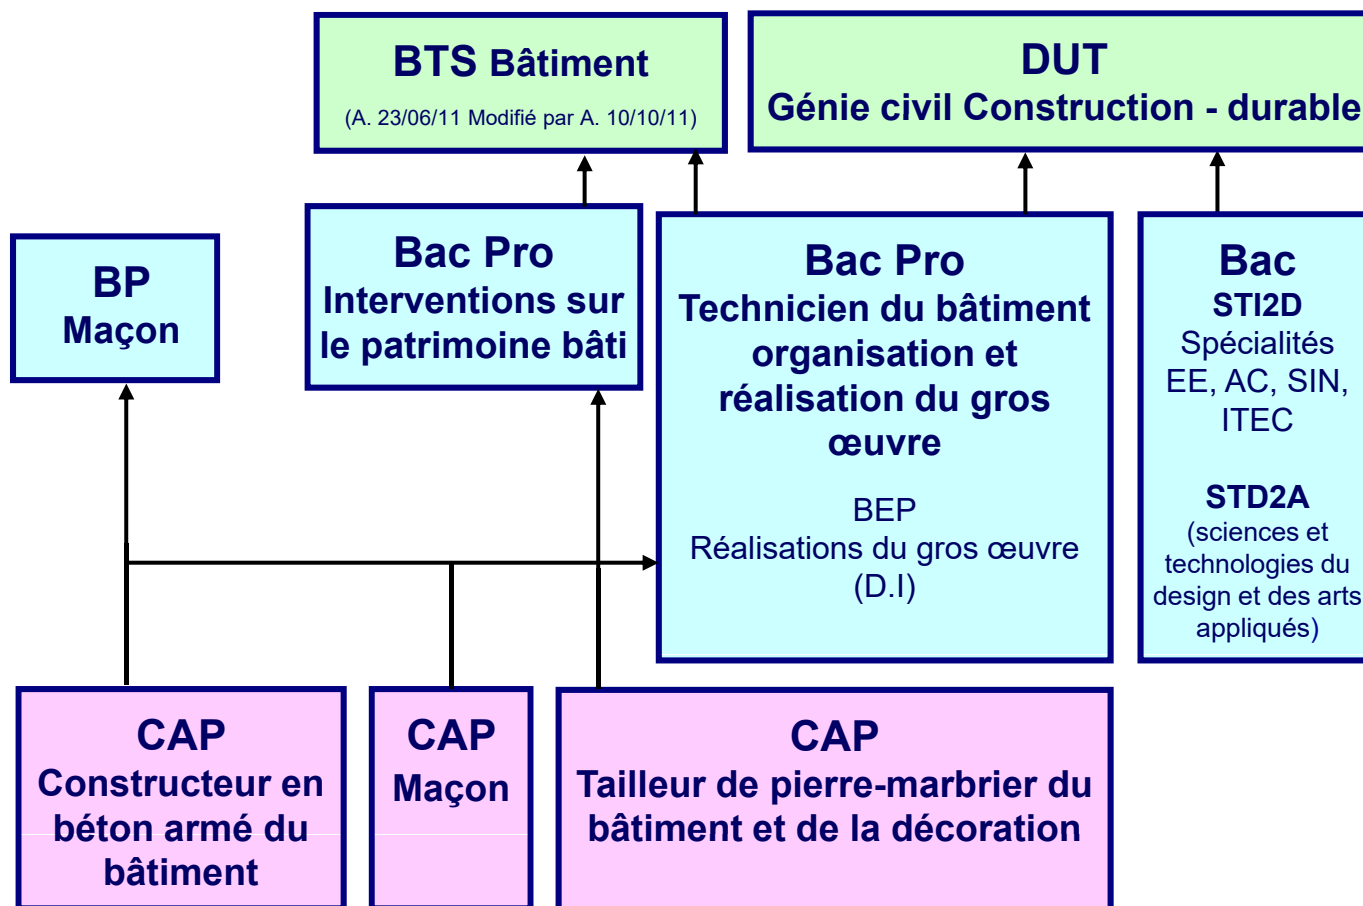 BTS Bâtiment
(A. 23/06/11 Modifié par A. 10/10/11)
DUT
Génie civil Construction - durable
BP
Maçon
Bac Pro
Interventions sur
le patrimoine bâti
Bac Pro
Technicien du bâtiment
organisation et
réalisation du gros
œuvre
BEP
Réalisations du gros œuvre
(D.I)
Bac
STI2D
Spécialités
EE, AC, SIN,
ITEC
STD2A
(sciences et
technologies du
design et des arts
appliqués)
CAP
Constructeur en
béton armé du
bâtiment
CAP
Maçon
CAP
Tailleur de pierre-marbrier du
bâtiment et de la décoration